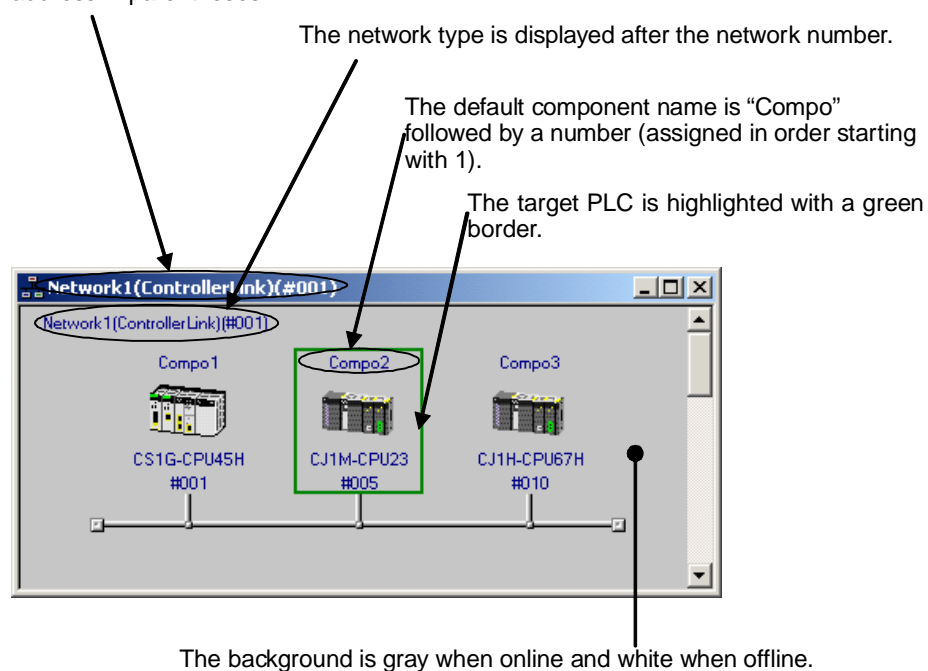 The network type is displayed after the network number.
The default component name is “Compo”
followed by a number (assigned in order starting
with 1).
The target PLC is highlighted with a green
border.
Network1(ControllerLink)(#001)
Network1(ControllerLink)(#001)
Compo1 Compo2 Compo3
CS1G-CPU45H CJ1M-CPU23 CJ1H-CPU67H
#001 #005 #010
The background is gray when online and white when offline.